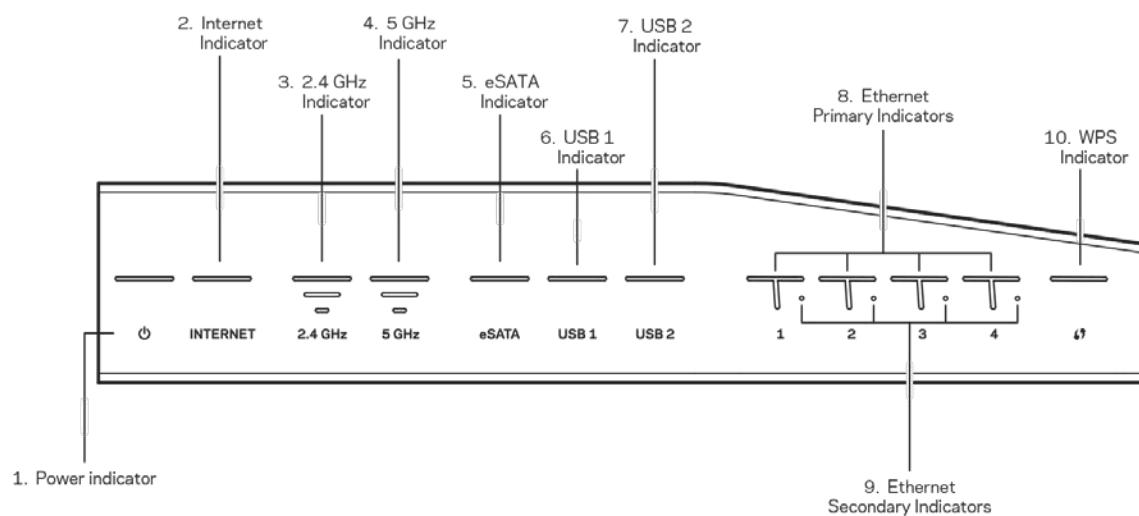 2. Internet
Indicator
4. 5 GHz
Indicator
7. USB 2
Indicator
3. 2.4 GHz
Indicator
5. eSATA
Indicator
8. Ethernet
Primary Indicators
6. USB 1
Indicator
10. WPS
Indicator
INTERNET
2.4 GHz
5 GHz
eSATA
USB 1
USB 2
1
2
3
4
1. Power indicator
9. Ethernet
Secondary Indicators